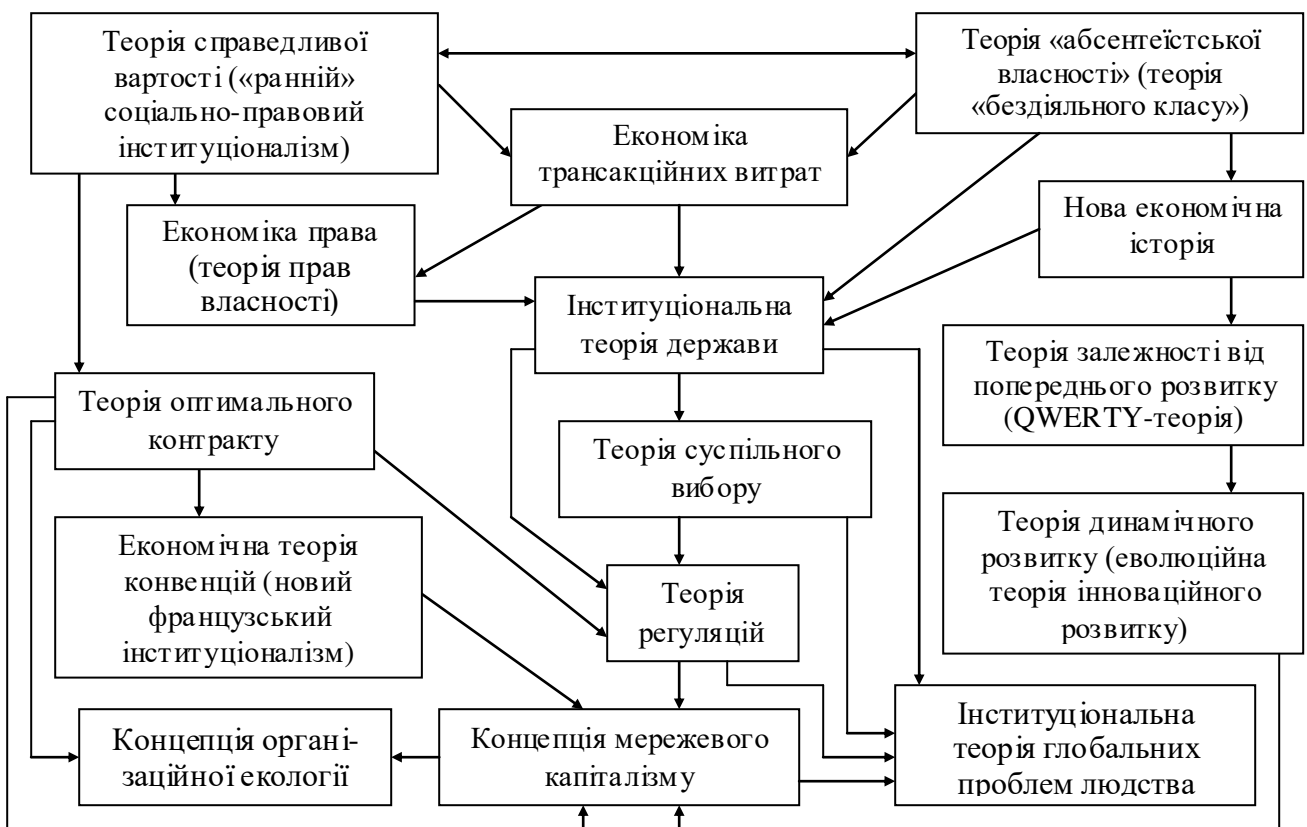 Теорія справедливої
вартості («ранній»
соціально-правовий
інституціоналізм)
Теорія «абсентеїстської
власності» (теорія
«бездіяльного класу»)
Економіка
трансакційних витрат
Нова економічна
історія
Економіка права
(теорія прав
власності)
Інституціональна
теорія держави
Теорія залежності від
попереднього розвитку
(QWERTY-теорія)
Теорія оптимального
контракту
Теорія суспільного
вибору
Теорія динамічного
розвитку (еволюційна
теорія інноваційного
розвитку)
Економічна теорія
конвенцій (новий
французський
інституціоналізм)
Теорія
регуляцій
Концепція органі-
заційної екології
Концепція мережевого
капіталізму
Інституціональна
теорія глобальних
проблем людства